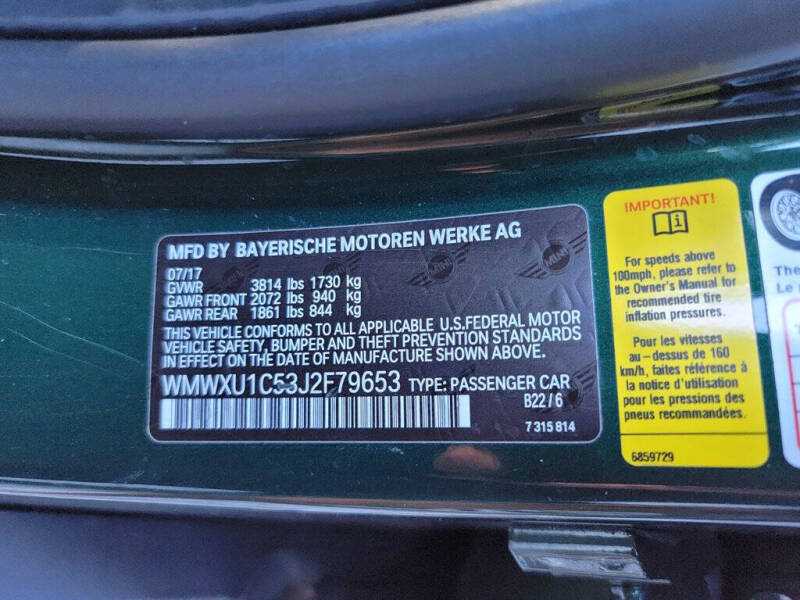 MFD BY BAYERISCHE MOTOREN WERKE AG
07/17
GVWR 3814 lbs 1730 kg
GAWR FRONT 2072 lbs 940 kg
GAWR REAR 1861 lbs 844 kg
THIS VEHICLE CONFORMS TO ALL APPLICABLE U.S.FEDERAL MOTOR
VEHICLE SAFETY, BUMPER AND THEFT PREVENTION STANDARDS
IN EFFECT ON THE DATE OF MANUFACTURE SHOWN ABOVE.
WMWXU1C53J2F79653 TYPE: PASSENGER CAR
B22/6
7 315 814
MINI
MINI
IMPORTANT!
i
For speeds above
100mph, please refer to
the Owner's Manual for
recommended tire
inflation pressures.
Pour les vitesses
au-dessus de 160
km/h, faites référence à
la notice d'utilisation
pour les pressions des
pneus recommandées.
6859729
The
Le